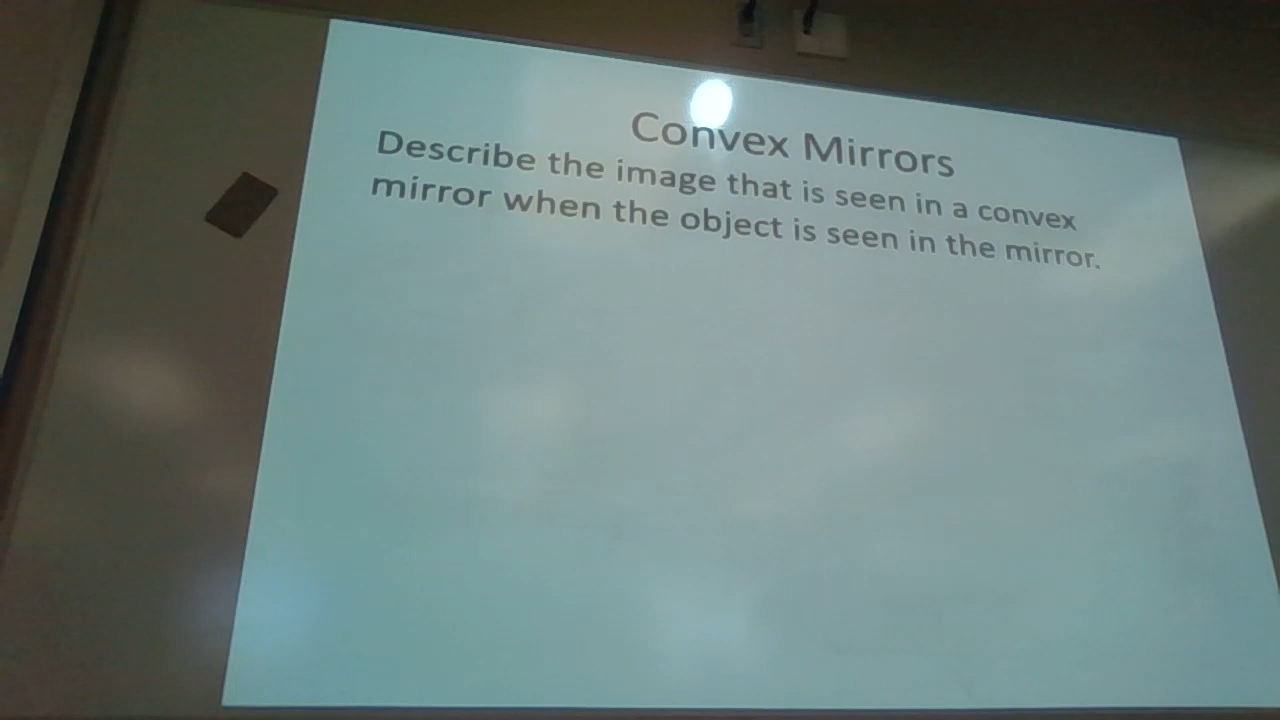 Convex Mirrors
Describe the image that is seen in a convex
mirror when the object is seen in the mirror.